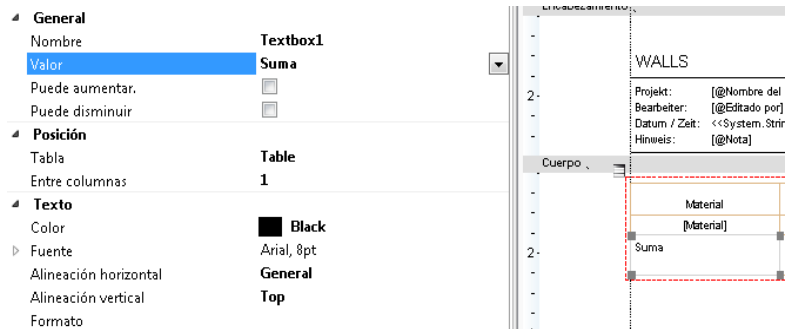 General
Nombre Textbox1
Valor Suma
Puede aumentar.
Puede disminuir
Posición
Tabla Table
Entre columnas 1
Texto
Color Black
Fuente Arial, 8pt
Alineación horizontal General
Alineación vertical Top
Formato
Encabezamiento
WALLS
2
Projekt: [@Nombre del
Bearbeiter: [@Editado por]
Datum / Zeit: <<System.Strin
Hinweis: [@Nota]
Cuerpo
Material
[Material]
2
Suma